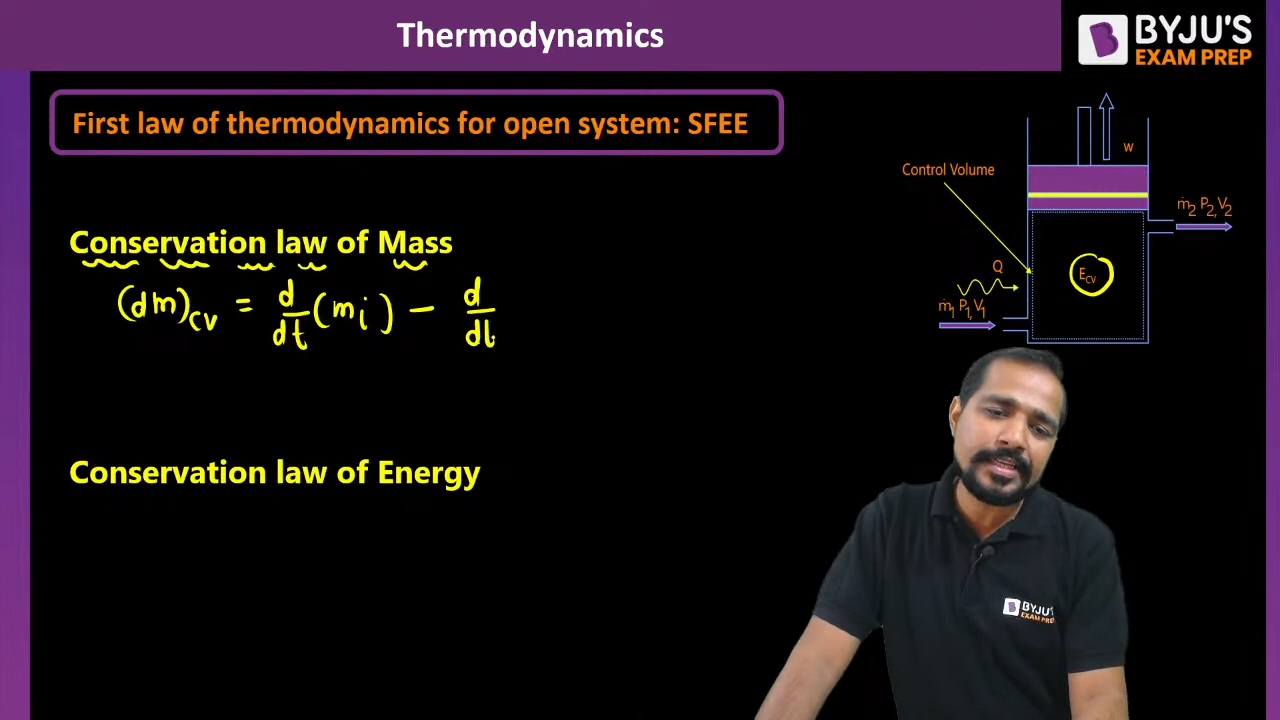 Thermodynamics
BYJU'S
EXAM PREP
First law of thermodynamics for open system: SFEE
w
Control Volume
ṁ2 P2, V2
Conservation law of Mass
Q
ECV
(dm)CV = d/dt (mi) - d/dt
ṁ1 P1, V1
Conservation law of Energy
BYJU'S
EXAM PREP